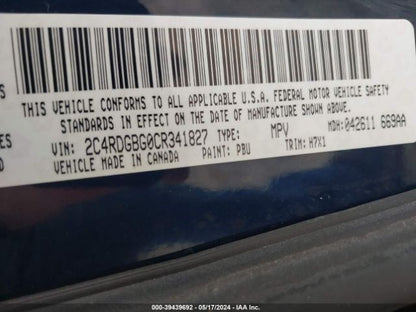 THIS VEHICLE CONFORMS TO ALL APPLICABLE U.S.A. FEDERAL MOTOR VEHICLE SAFETY
STANDARDS IN EFFECT ON THE DATE OF MANUFACTURE SHOWN ABOVE.
VIN: 2C4RDGBG0CR341827 TYPE: MPV MDH: 042611 669AA
VEHICLE MADE IN CANADA PAINT: PBU TRIM: H7X1
130-39439692 - 05/17/2024 - IAA Inc.